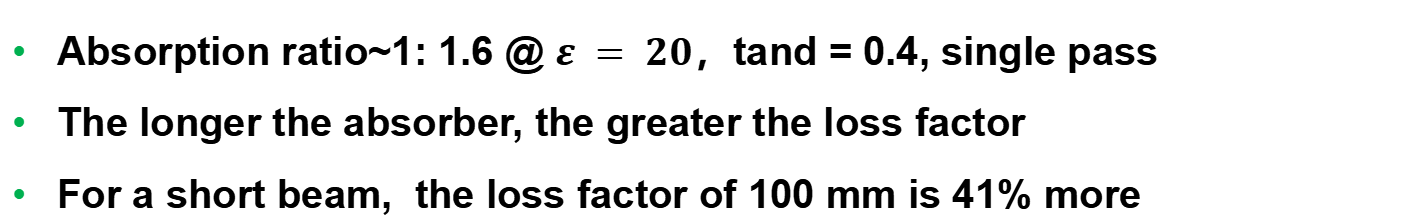 • Absorption ratio~1: 1.6 @ 𝜺 = 20, tand = 0.4, single pass
• The longer the absorber, the greater the loss factor
• For a short beam, the loss factor of 100 mm is 41% more